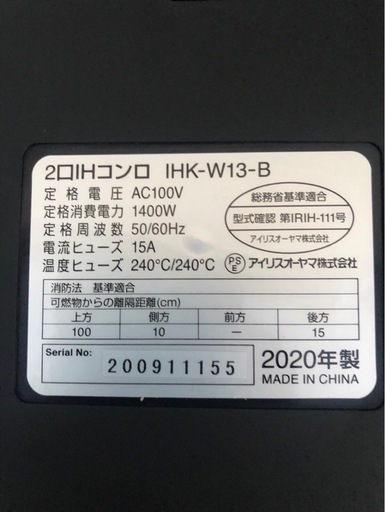 2口IHコンロ IHK-W13-B
定格電圧 AC100V
定格消費電力 1400W
定格周波数 50/60Hz
電流ヒューズ 15A
温度ヒューズ 240℃/240℃
総務省基準適合
型式確認 第IRIH-111号
アイリスオーヤマ株式会社
PSE アイリスオーヤマ株式会社
消防法 基準適合
可燃物からの離隔距離(cm)
上方 側方 前方 後方
100 10 ー 15
Serial No: 200911155
2020年製
MADE IN CHINA